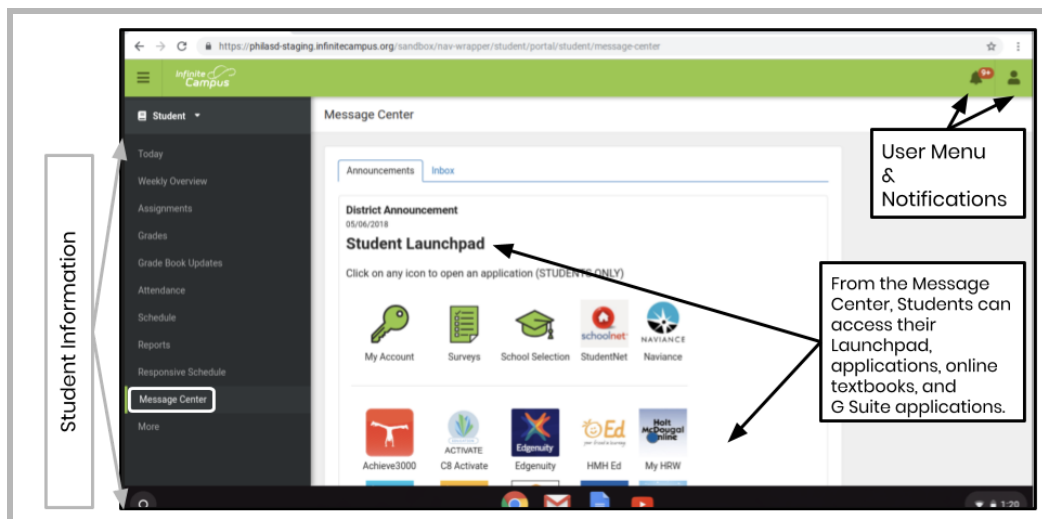 https://philasd-staging.infinitecampus.org/sandbox/nav-wrapper/student/portal/student/message-center
Infinite
Campus
9+
Student
Message Center
Today
Weekly Overview
Assignments
Grades
Grade Book Updates
Attendance
Schedule
Reports
Responsive Schedule
Message Center
More
Student Information
Announcements Inbox
District Announcement
05/06/2018
Student Launchpad
Click on any icon to open an application (STUDENTS ONLY)
schoolnet
NAVIANCE
My Account Surveys School Selection StudentNet Naviance
ACTIVATE
Edgenuity
Ed
Holt
McDougal
Online
Achieve3000 C8 Activate Edgenuity HMH Ed My HRW
User Menu
&
Notifications
From the Message
Center, Students can
access their
Launchpad,
applications, online
textbooks, and
G Suite applications.
1:20